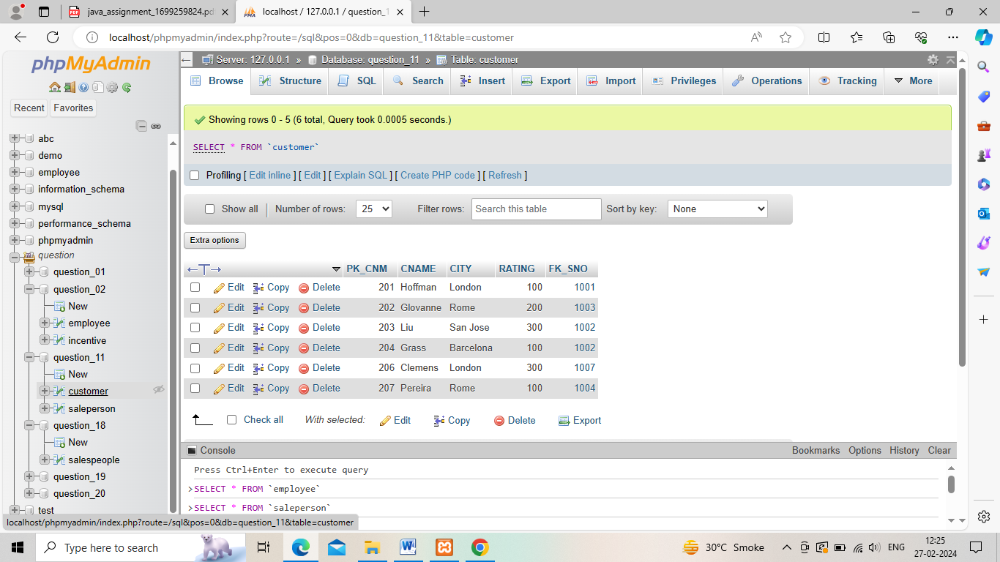 java_assignment_1699259824.pd
localhost / 127.0.0.1 / question_1
localhost/phpmyadmin/index.php?route=/sql&pos=0&db=question_11&table=customer
phpMyAdmin
Recent Favorites
abc
demo
employee
information_schema
mysql
performance_schema
phpmyadmin
question
question_01
question_02
New
employee
incentive
question_11
New
customer
saleperson
question_18
New
salespeople
question_19
question_20
test
localhost/phpmyadmin/index.php?route=/sql&pos=0&db=question_11&table=customer
Server: 127.0.0.1 » Database: question_11 » Table: customer
Browse Structure SQL Search Insert Export Import Privileges Operations Tracking More
Showing rows 0 - 5 (6 total, Query took 0.0005 seconds.)
SELECT * FROM `customer`
Profiling [ Edit inline ] [ Edit ] [ Explain SQL ] [ Create PHP code ] [ Refresh ]
Show all Number of rows: 25 Filter rows: Search this table Sort by key: None
Extra options
PK_CNM CNAME CITY RATING FK_SNO
Edit Copy Delete 201 Hoffman London 100 1001
Edit Copy Delete 202 Glovanne Rome 200 1003
Edit Copy Delete 203 Liu San Jose 300 1002
Edit Copy Delete 204 Grass Barcelona 100 1002
Edit Copy Delete 206 Clemens London 300 1007
Edit Copy Delete 207 Pereira Rome 100 1004
Check all With selected: Edit Copy Delete Export
Console Bookmarks Options History Clear
Press Ctrl+Enter to execute query
>SELECT * FROM `employee`
>SELECT * FROM `saleperson`
Type here to search
30°C Smoke
ENG
12:25
27-02-2024